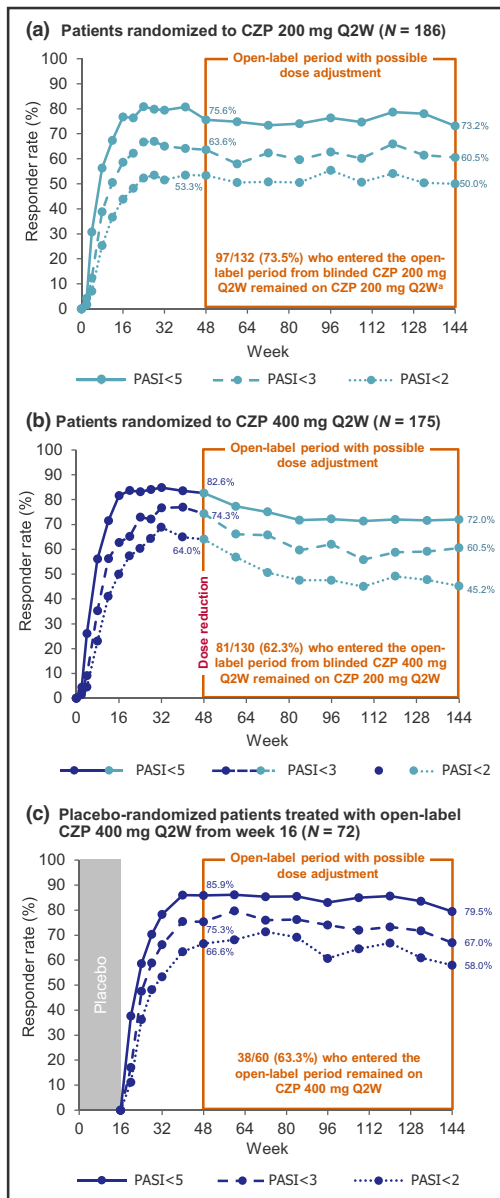 (a) Patients randomized to CZP 200 mg Q2W (N = 186)
Responder rate (%)
100
90
80
70
60
50
40
30
20
10
0
Open-label period with possible
dose adjustment
75.6%
63.6%
53.3%
73.2%
60.5%
50.0%
97/132 (73.5%) who entered the open-
label period from blinded CZP 200 mg
Q2W remained on CZP 200 mg Q2Wª
0 16 32 48 64 80 96 112 128 144
Week
PASI<5 PASI<3 PASI<2
(b) Patients randomized to CZP 400 mg Q2W (N = 175)
Responder rate (%)
100
90
80
70
60
50
40
30
20
10
0
Open-label period with possible
dose adjustment
82.6%
74.3%
64.0%
72.0%
60.5%
45.2%
Dose reduction
81/130 (62.3%) who entered the open-
label period from blinded CZP 400 mg
Q2W remained on CZP 200 mg Q2W
0 16 32 48 64 80 96 112 128 144
Week
PASI<5 PASI<3 PASI<2
(c) Placebo-randomized patients treated with open-label
CZP 400 mg Q2W from week 16 (N = 72)
Responder rate (%)
100
90
80
70
60
50
40
30
20
10
0
Placebo
Open-label period with possible
dose adjustment
85.9%
75.3%
66.6%
79.5%
67.0%
58.0%
38/60 (63.3%) who entered the
open-label period remained on
CZP 400 mg Q2W
0 16 32 48 64 80 96 112 128 144
Week
PASI<5 PASI<3 PASI<2